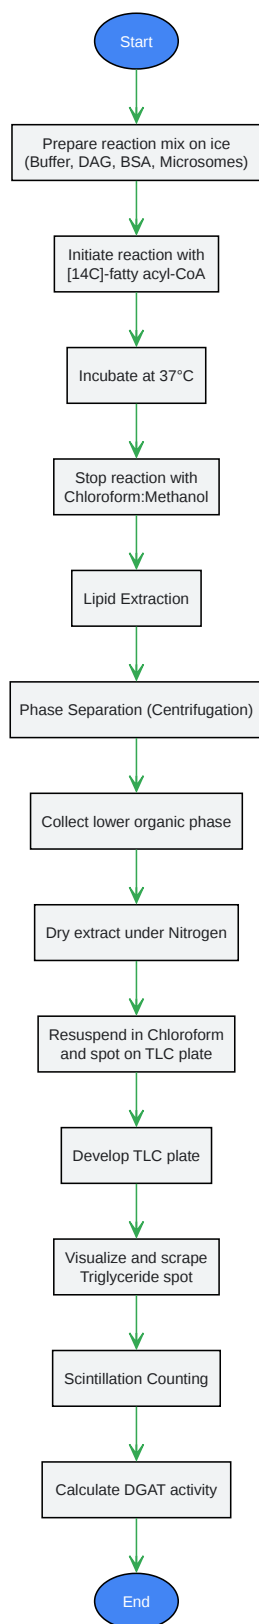 Start
Prepare reaction mix on ice
(Buffer, DAG, BSA, Microsomes)
Initiate reaction with
[14C]-fatty acyl-CoA
Incubate at 37°C
Stop reaction with
Chloroform:Methanol
Lipid Extraction
Phase Separation (Centrifugation)
Collect lower organic phase
Dry extract under Nitrogen
Resuspend in Chloroform
and spot on TLC plate
Develop TLC plate
Visualize and scrape
Triglyceride spot
Scintillation Counting
Calculate DGAT activity
End